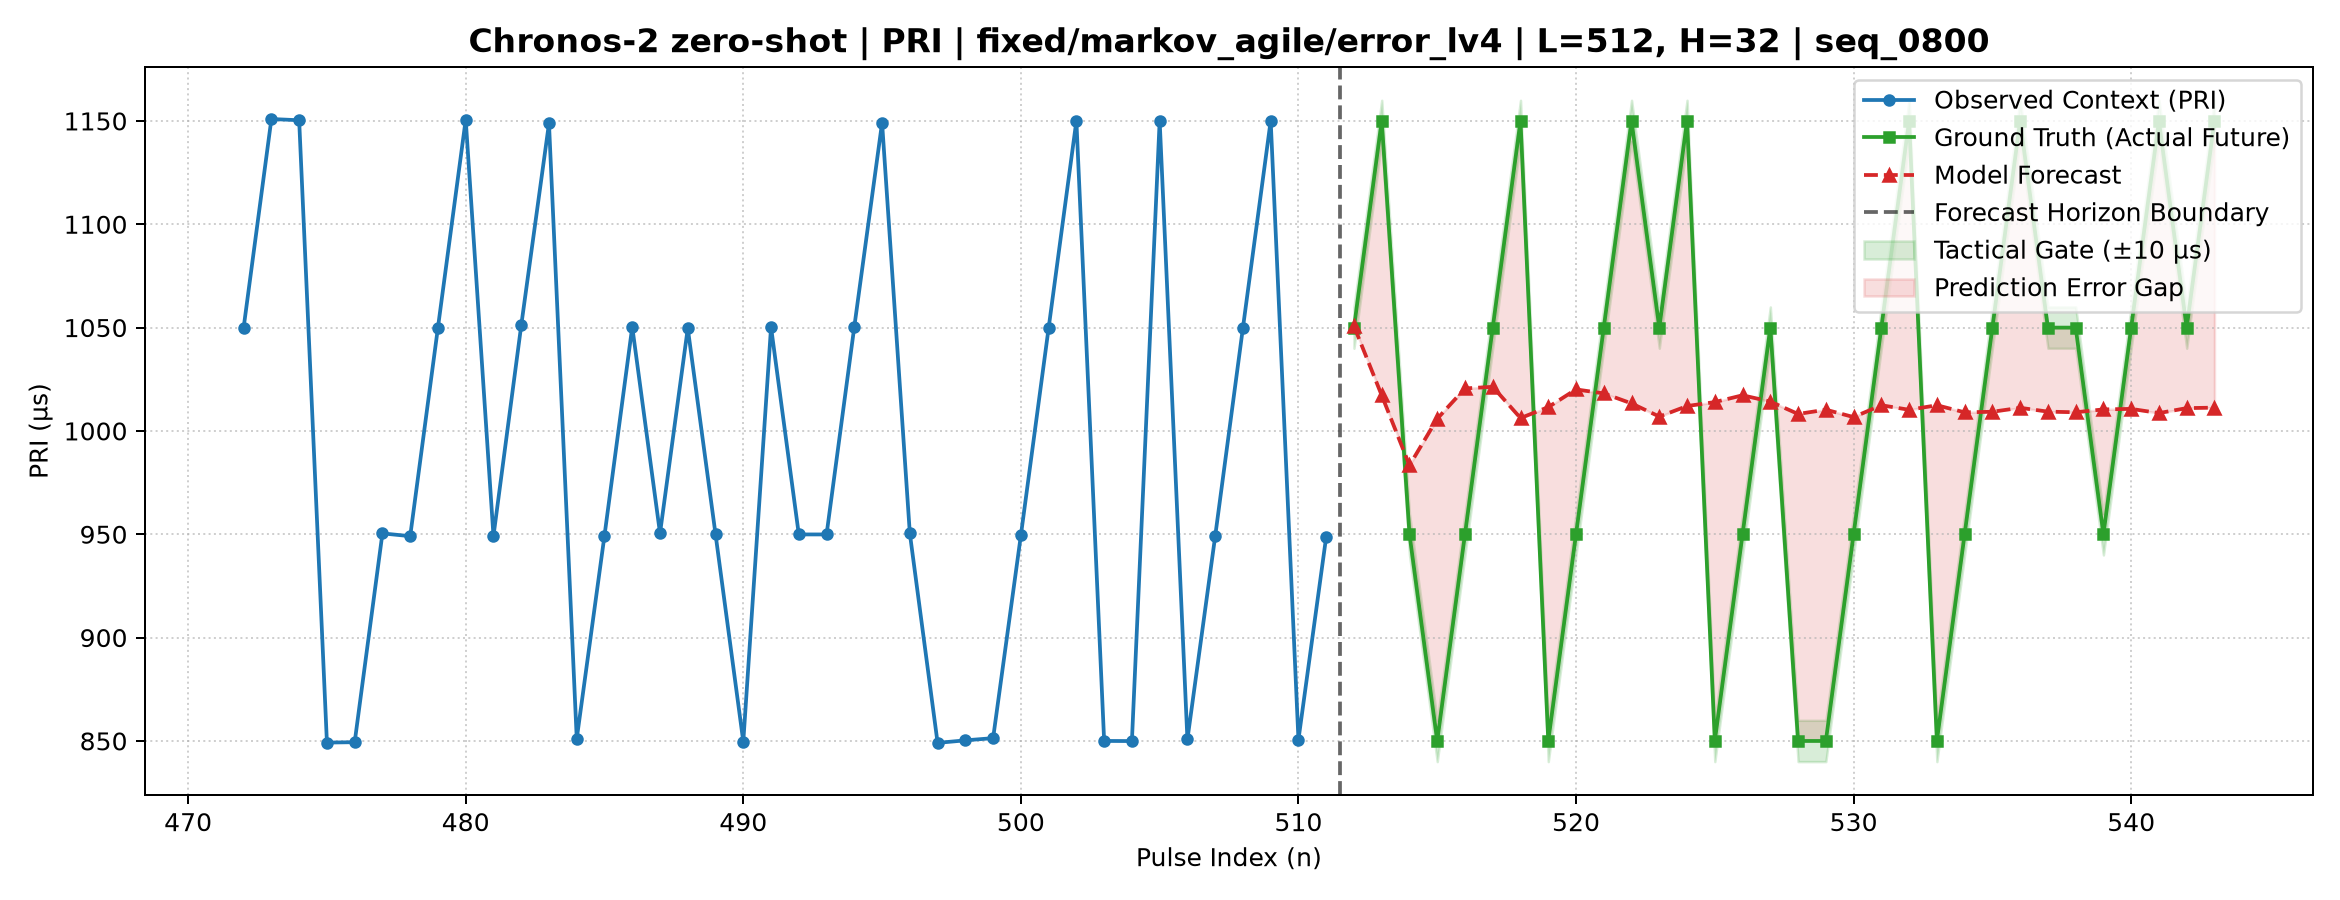 Chronos-2 zero-shot | PRI | fixed/markov_agile/error_lv4 | L=512, H=32 | seq_0800
PRI (µs)
1150
1100
1050
1000
950
900
850
Observed Context (PRI)
Ground Truth (Actual Future)
Model Forecast
Forecast Horizon Boundary
Tactical Gate (±10 µs)
Prediction Error Gap
470 480 490 500 510 520 530 540
Pulse Index (n)